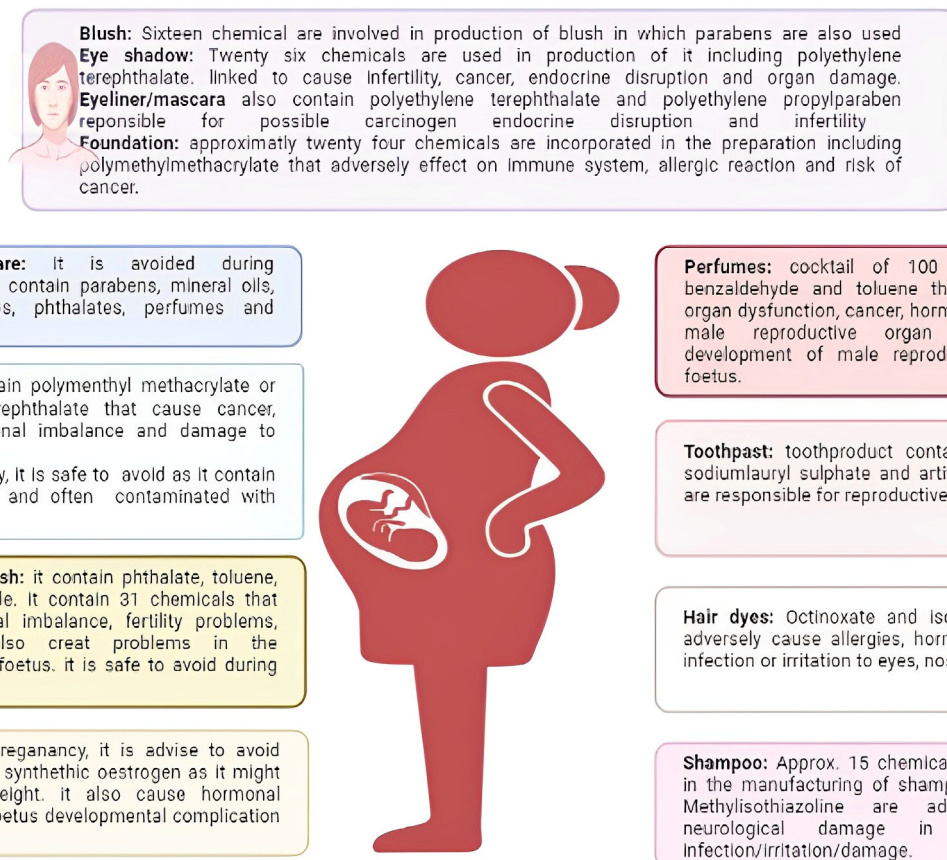 Blush: Sixteen chemical are involved in production of blush in which parabens are also used
Eye shadow: Twenty six chemicals are used in production of it including polyethylene
terephthalate. linked to cause infertility, cancer, endocrine disruption and organ damage.
Eyeliner/mascara also contain polyethylene terephthalate and polyethylene propylparaben
reponsible for possible carcinogen endocrine disruption and infertility
Foundation: approximatly twenty four chemicals are incorporated in the preparation including
polymethylmethacrylate that adversely effect on immune system, allergic reaction and risk of
cancer.
are: It is avoided during
contain parabens, mineral oils,
s, phthalates, perfumes and
ain polymenthyl methacrylate or
rephthalate that cause cancer,
nal imbalance and damage to
y, it is safe to avoid as it contain
and often contaminated with
sh: it contain phthalate, toluene,
de. It contain 31 chemicals that
al imbalance, fertility problems,
lso creat problems in the
foetus. it is safe to avoid during
reganancy, it is advise to avoid
synthethic oestrogen as it might
eight. it also cause hormonal
oetus developmental complication
Perfumes: cocktail of 100
benzaldehyde and toluene th
organ dysfunction, cancer, horm
male reproductive organ
development of male reprod
foetus.
Toothpast: toothproduct conta
sodiumlauryl sulphate and arti
are responsible for reproductive
Hair dyes: Octinoxate and iso
adversely cause allergies, horm
infection or irritation to eyes, no
Shampoo: Approx. 15 chemica
in the manufacturing of shamp
Methylisothiazoline are ad
neurological damage in
infection/irritation/damage.